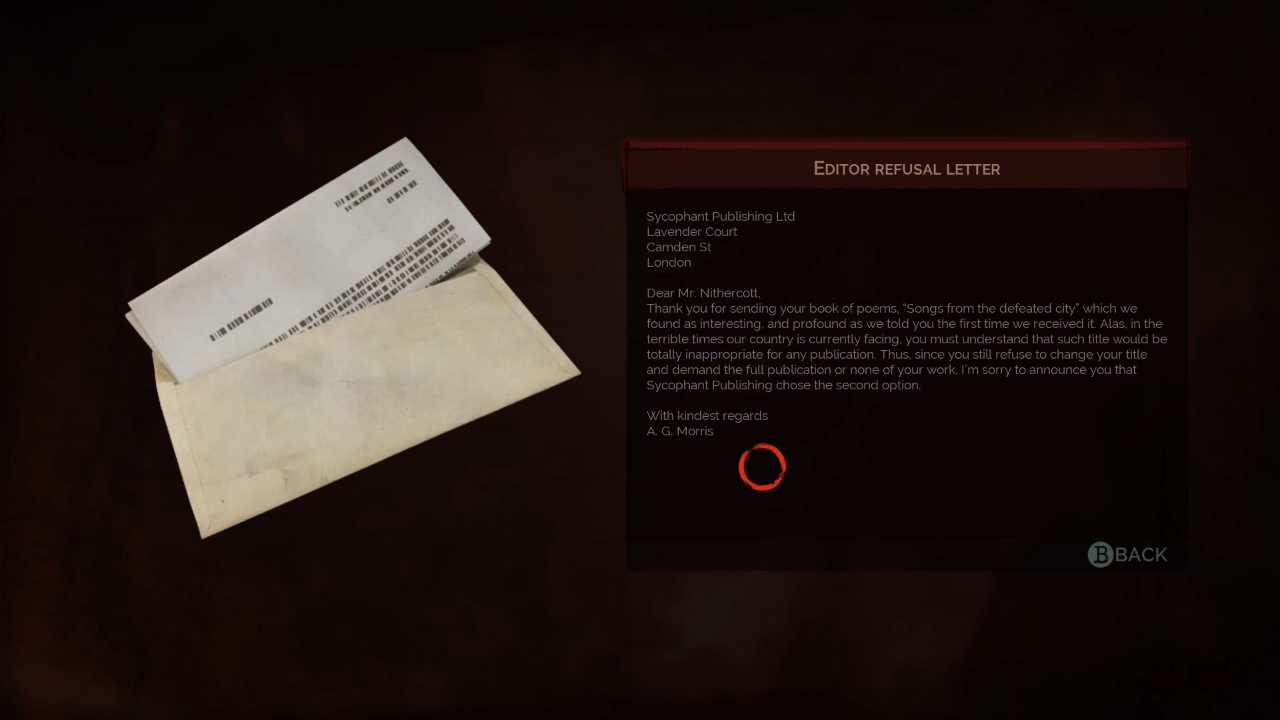 Editor refusal letter
Sycophant Publishing Ltd
Lavender Court
Camden St
London
Dear Mr. Nithercott,
Thank you for sending your book of poems, “Songs from the defeated city” which we
found as interesting, and profound as we told you the first time we received it. Alas, in the
terrible times our country is currently facing, you must understand that such title would be
totally inappropriate for any publication. Thus, since you still refuse to change your title
and demand the full publication or none of your work, I'm sorry to announce you that
Sycophant Publishing chose the second option.
With kindest regards
A. G. Morris
B BACK